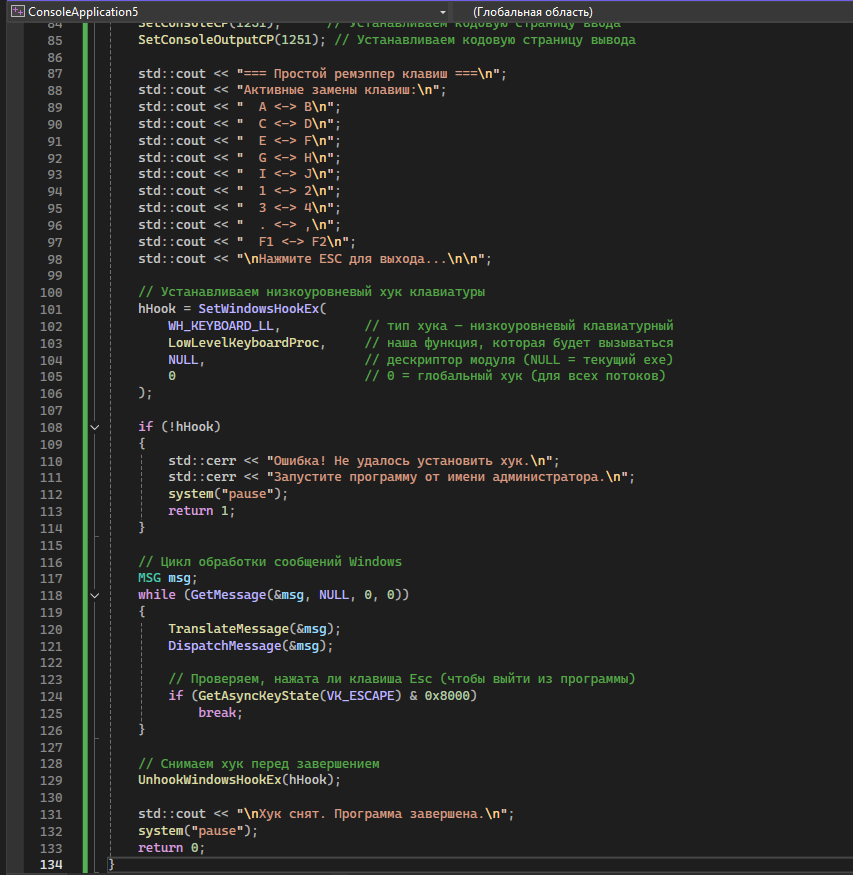 ConsoleApplication5 (Глобальная область)
84 SetConsoleCP(1251); // Устанавливаем кодовую страницу ввода
85 SetConsoleOutputCP(1251); // Устанавливаем кодовую страницу вывода
86
87 std::cout << "=== Простой ремэппер клавиш ===\n";
88 std::cout << "Активные замены клавиш:\n";
89 std::cout << "  A <-> B\n";
90 std::cout << "  C <-> D\n";
91 std::cout << "  E <-> F\n";
92 std::cout << "  G <-> H\n";
93 std::cout << "  I <-> J\n";
94 std::cout << "  1 <-> 2\n";
95 std::cout << "  3 <-> 4\n";
96 std::cout << "  . <-> ,\n";
97 std::cout << "  F1 <-> F2\n";
98 std::cout << "\nНажмите ESC для выхода...\n\n";
99
100 // Устанавливаем низкоуровневый хук клавиатуры
101 hHook = SetWindowsHookEx(
102 WH_KEYBOARD_LL, // тип хука — низкоуровневый клавиатурный
103 LowLevelKeyboardProc, // наша функция, которая будет вызываться
104 NULL, // дескриптор модуля (NULL = текущий exe)
105 0 // 0 = глобальный хук (для всех потоков)
106 );
107
108 if (!hHook)
109 {
110 std::cerr << "Ошибка! Не удалось установить хук.\n";
111 std::cerr << "Запустите программу от имени администратора.\n";
112 system("pause");
113 return 1;
114 }
115
116 // Цикл обработки сообщений Windows
117 MSG msg;
118 while (GetMessage(&msg, NULL, 0, 0))
119 {
120 TranslateMessage(&msg);
121 DispatchMessage(&msg);
122
123 // Проверяем, нажата ли клавиша Esc (чтобы выйти из программы)
124 if (GetAsyncKeyState(VK_ESCAPE) & 0x8000)
125 break;
126 }
127
128 // Снимаем хук перед завершением
129 UnhookWindowsHookEx(hHook);
130
131 std::cout << "\nХук снят. Программа завершена.\n";
132 system("pause");
133 return 0;
134 }